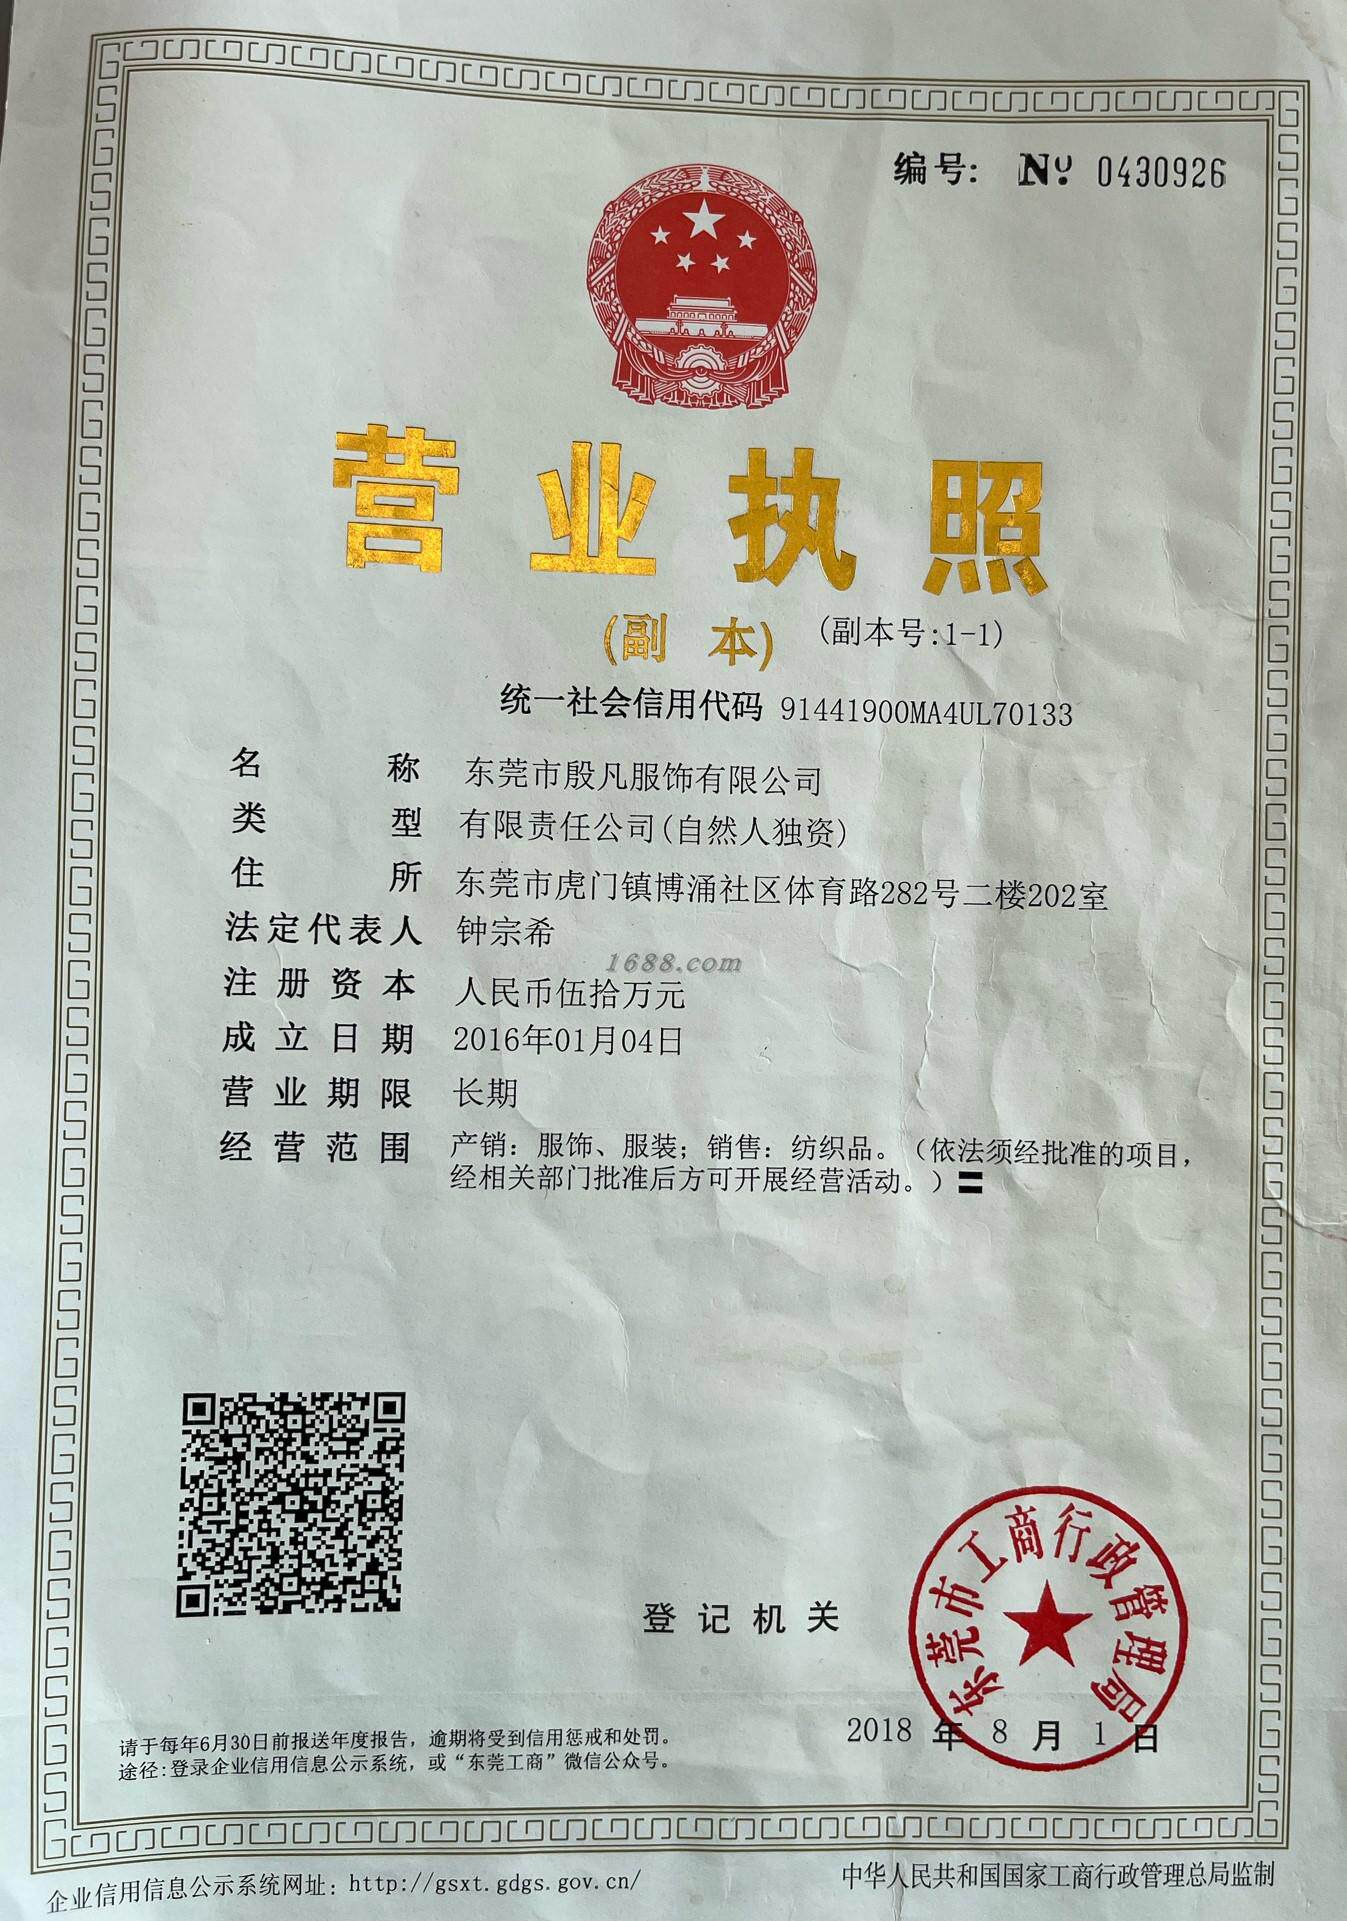 编号: No. 0430926
营业执照
(副本) (副本号:1-1)
统一社会信用代码 91441900MA4UL70133
名称 东莞市殷凡服饰有限公司
类型 有限责任公司(自然人独资)
住所 东莞市虎门镇博涌社区体育路282号二楼202室
法定代表人 钟宗希
1688.com
注册资本 人民币伍拾万元
成立日期 2016年01月04日
营业期限 长期
经营范围 产销：服饰、服装；销售：纺织品。（依法须经批准的项目，
经相关部门批准后方可开展经营活动。）〓
登记机关
东莞市工商行政管理局
2018 年 8 月 1 日
请于每年6月30日前报送年度报告，逾期将受到信用惩戒和处罚。
途径:登录企业信用信息公示系统，或“东莞工商”微信公众号。
企业信用信息公示系统网址：http://gsxt.gdgs.gov.cn/
中华人民共和国国家工商行政管理总局监制